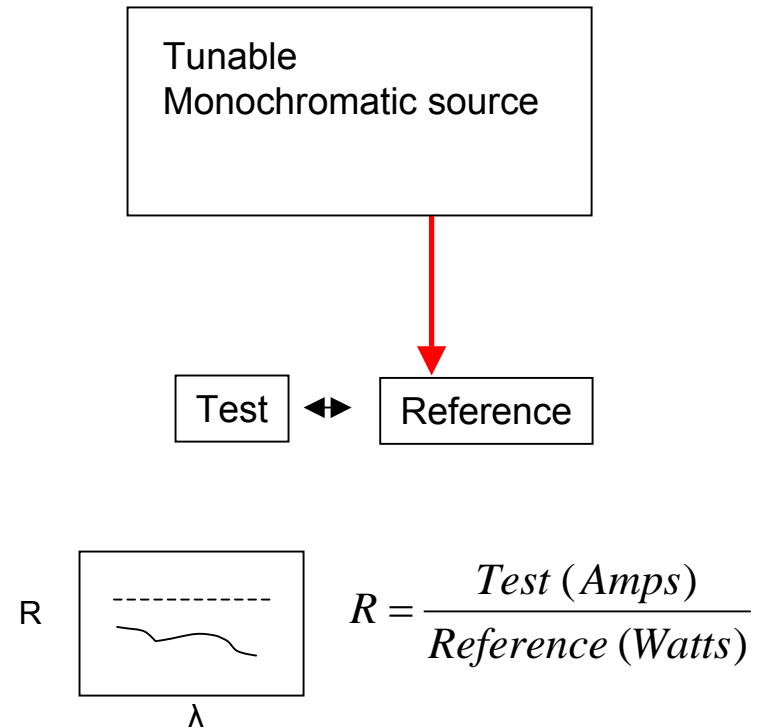 Tunable
Monochromatic source
Test
Reference
R
λ
R = Test (Amps) / Reference (Watts)